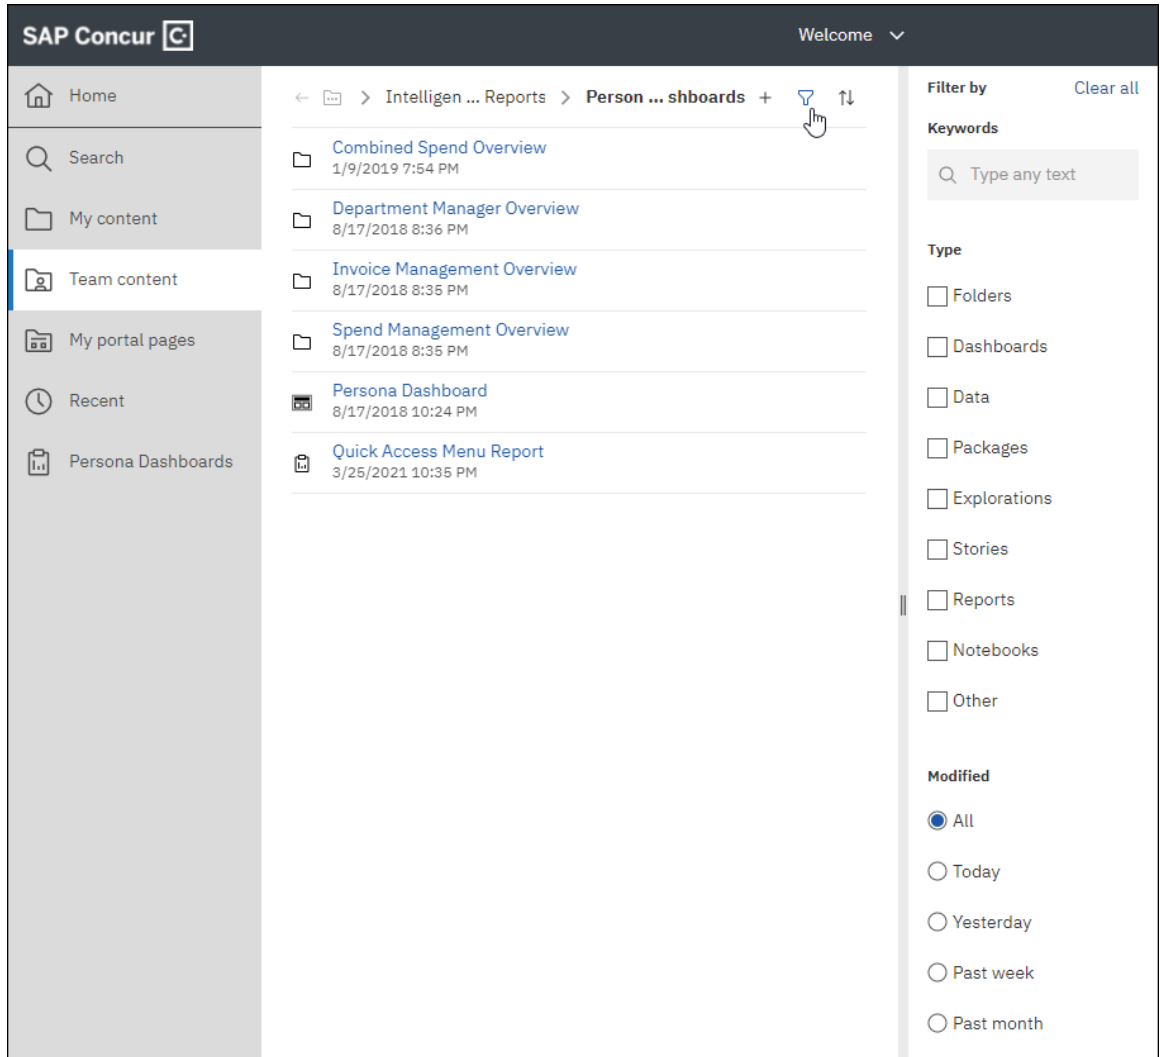 SAP Concur C
Welcome
Home
Search
My content
Team content
My portal pages
Recent
Persona Dashboards
Intelligen ... Reports > Person ... shboards +
Combined Spend Overview
1/9/2019 7:54 PM
Department Manager Overview
8/17/2018 8:36 PM
Invoice Management Overview
8/17/2018 8:35 PM
Spend Management Overview
8/17/2018 8:35 PM
Persona Dashboard
8/17/2018 10:24 PM
Quick Access Menu Report
3/25/2021 10:35 PM
Filter by Clear all
Keywords
Type any text
Type
Folders
Dashboards
Data
Packages
Explorations
Stories
Reports
Notebooks
Other
Modified
All
Today
Yesterday
Past week
Past month